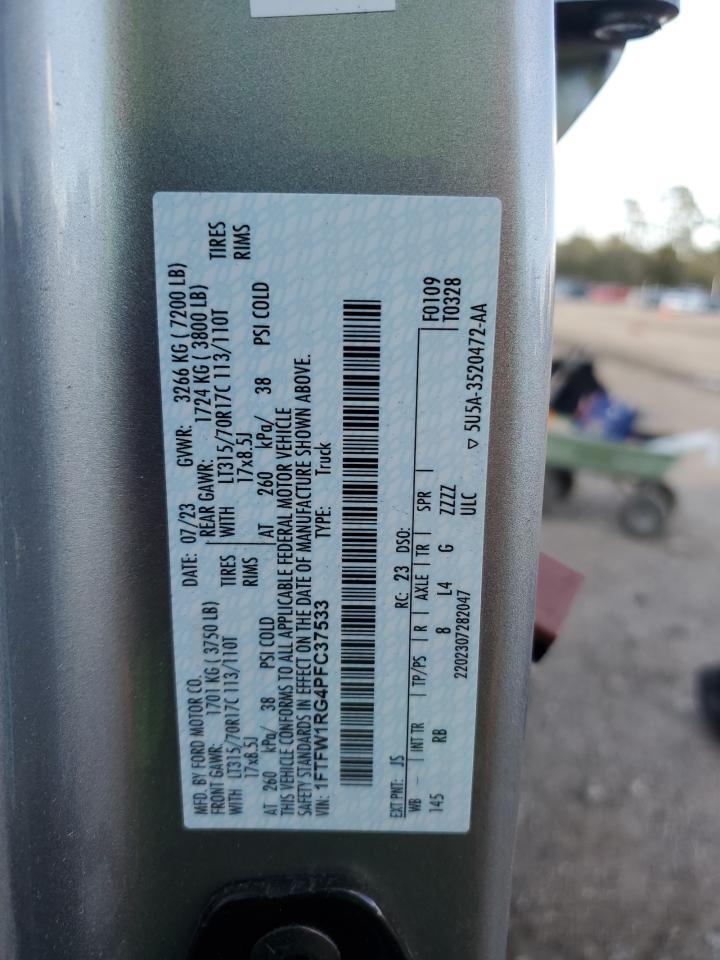 MFD. BY FORD MOTOR CO.
DATE: 07/23 GVWR: 3266 KG ( 7200 LB)
FRONT GAWR: 1701 KG ( 3750 LB) REAR GAWR: 1724 KG ( 3800 LB)
WITH LT315/70R17C 113/110T TIRES WITH LT315/70R17C 113/110T TIRES
17x8.5J RIMS 17x8.5J RIMS
AT 260 kPa/ 38 PSI COLD AT 260 kPa/ 38 PSI COLD
THIS VEHICLE CONFORMS TO ALL APPLICABLE FEDERAL MOTOR VEHICLE
SAFETY STANDARDS IN EFFECT ON THE DATE OF MANUFACTURE SHOWN ABOVE.
VIN: 1FTFW1RG4PFC37533 TYPE: Truck
EXT PNT: JS RC: 23 DSO: F0109
WB INT TR TP/PS R AXLE TR SPR T0328
145 RB 8 L4 G ZZZZ
2202307282047 ULC ▽ 5U5A-3520472-AA